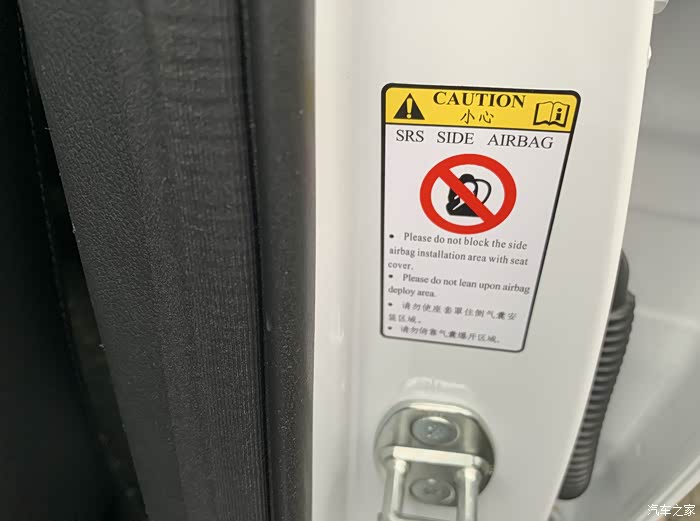 CAUTION
小心
SRS SIDE AIRBAG
• Please do not block the side
airbag installation area with seat
cover.
• Please do not lean upon airbag
deploy area.
• 请勿使座套罩住侧气囊安
装区域。
• 请勿倚靠气囊爆开区域。
汽车之家